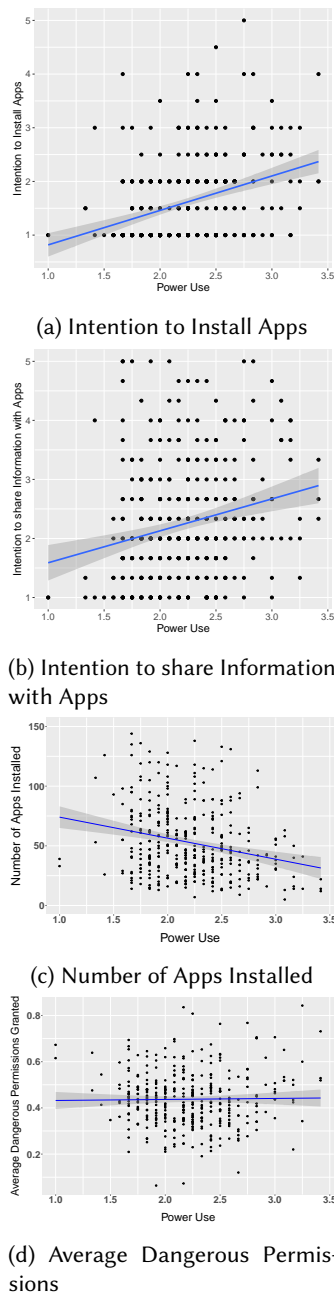 5
4
3
2
1
Intention to Install Apps
1.0 1.5 2.0 2.5 3.0 3.5
Power Use
(a) Intention to Install Apps
5
4
3
2
1
Intention to share Information with Apps
1.0 1.5 2.0 2.5 3.0 3.5
Power Use
(b) Intention to share Information
with Apps
150
100
50
0
Number of Apps Installed
1.0 1.5 2.0 2.5 3.0 3.5
Power Use
(c) Number of Apps Installed
0.8
0.6
0.4
0.2
Average Dangerous Permissions Granted
1.0 1.5 2.0 2.5 3.0 3.5
Power Use
(d) Average Dangerous Permis-
sions